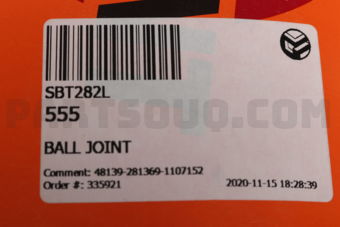 SBT282L
555
PARTSOUQ.COM
BALL JOINT
Comment: 48139-281369-1107152
Order #: 335921
2020-11-15 18:28:39